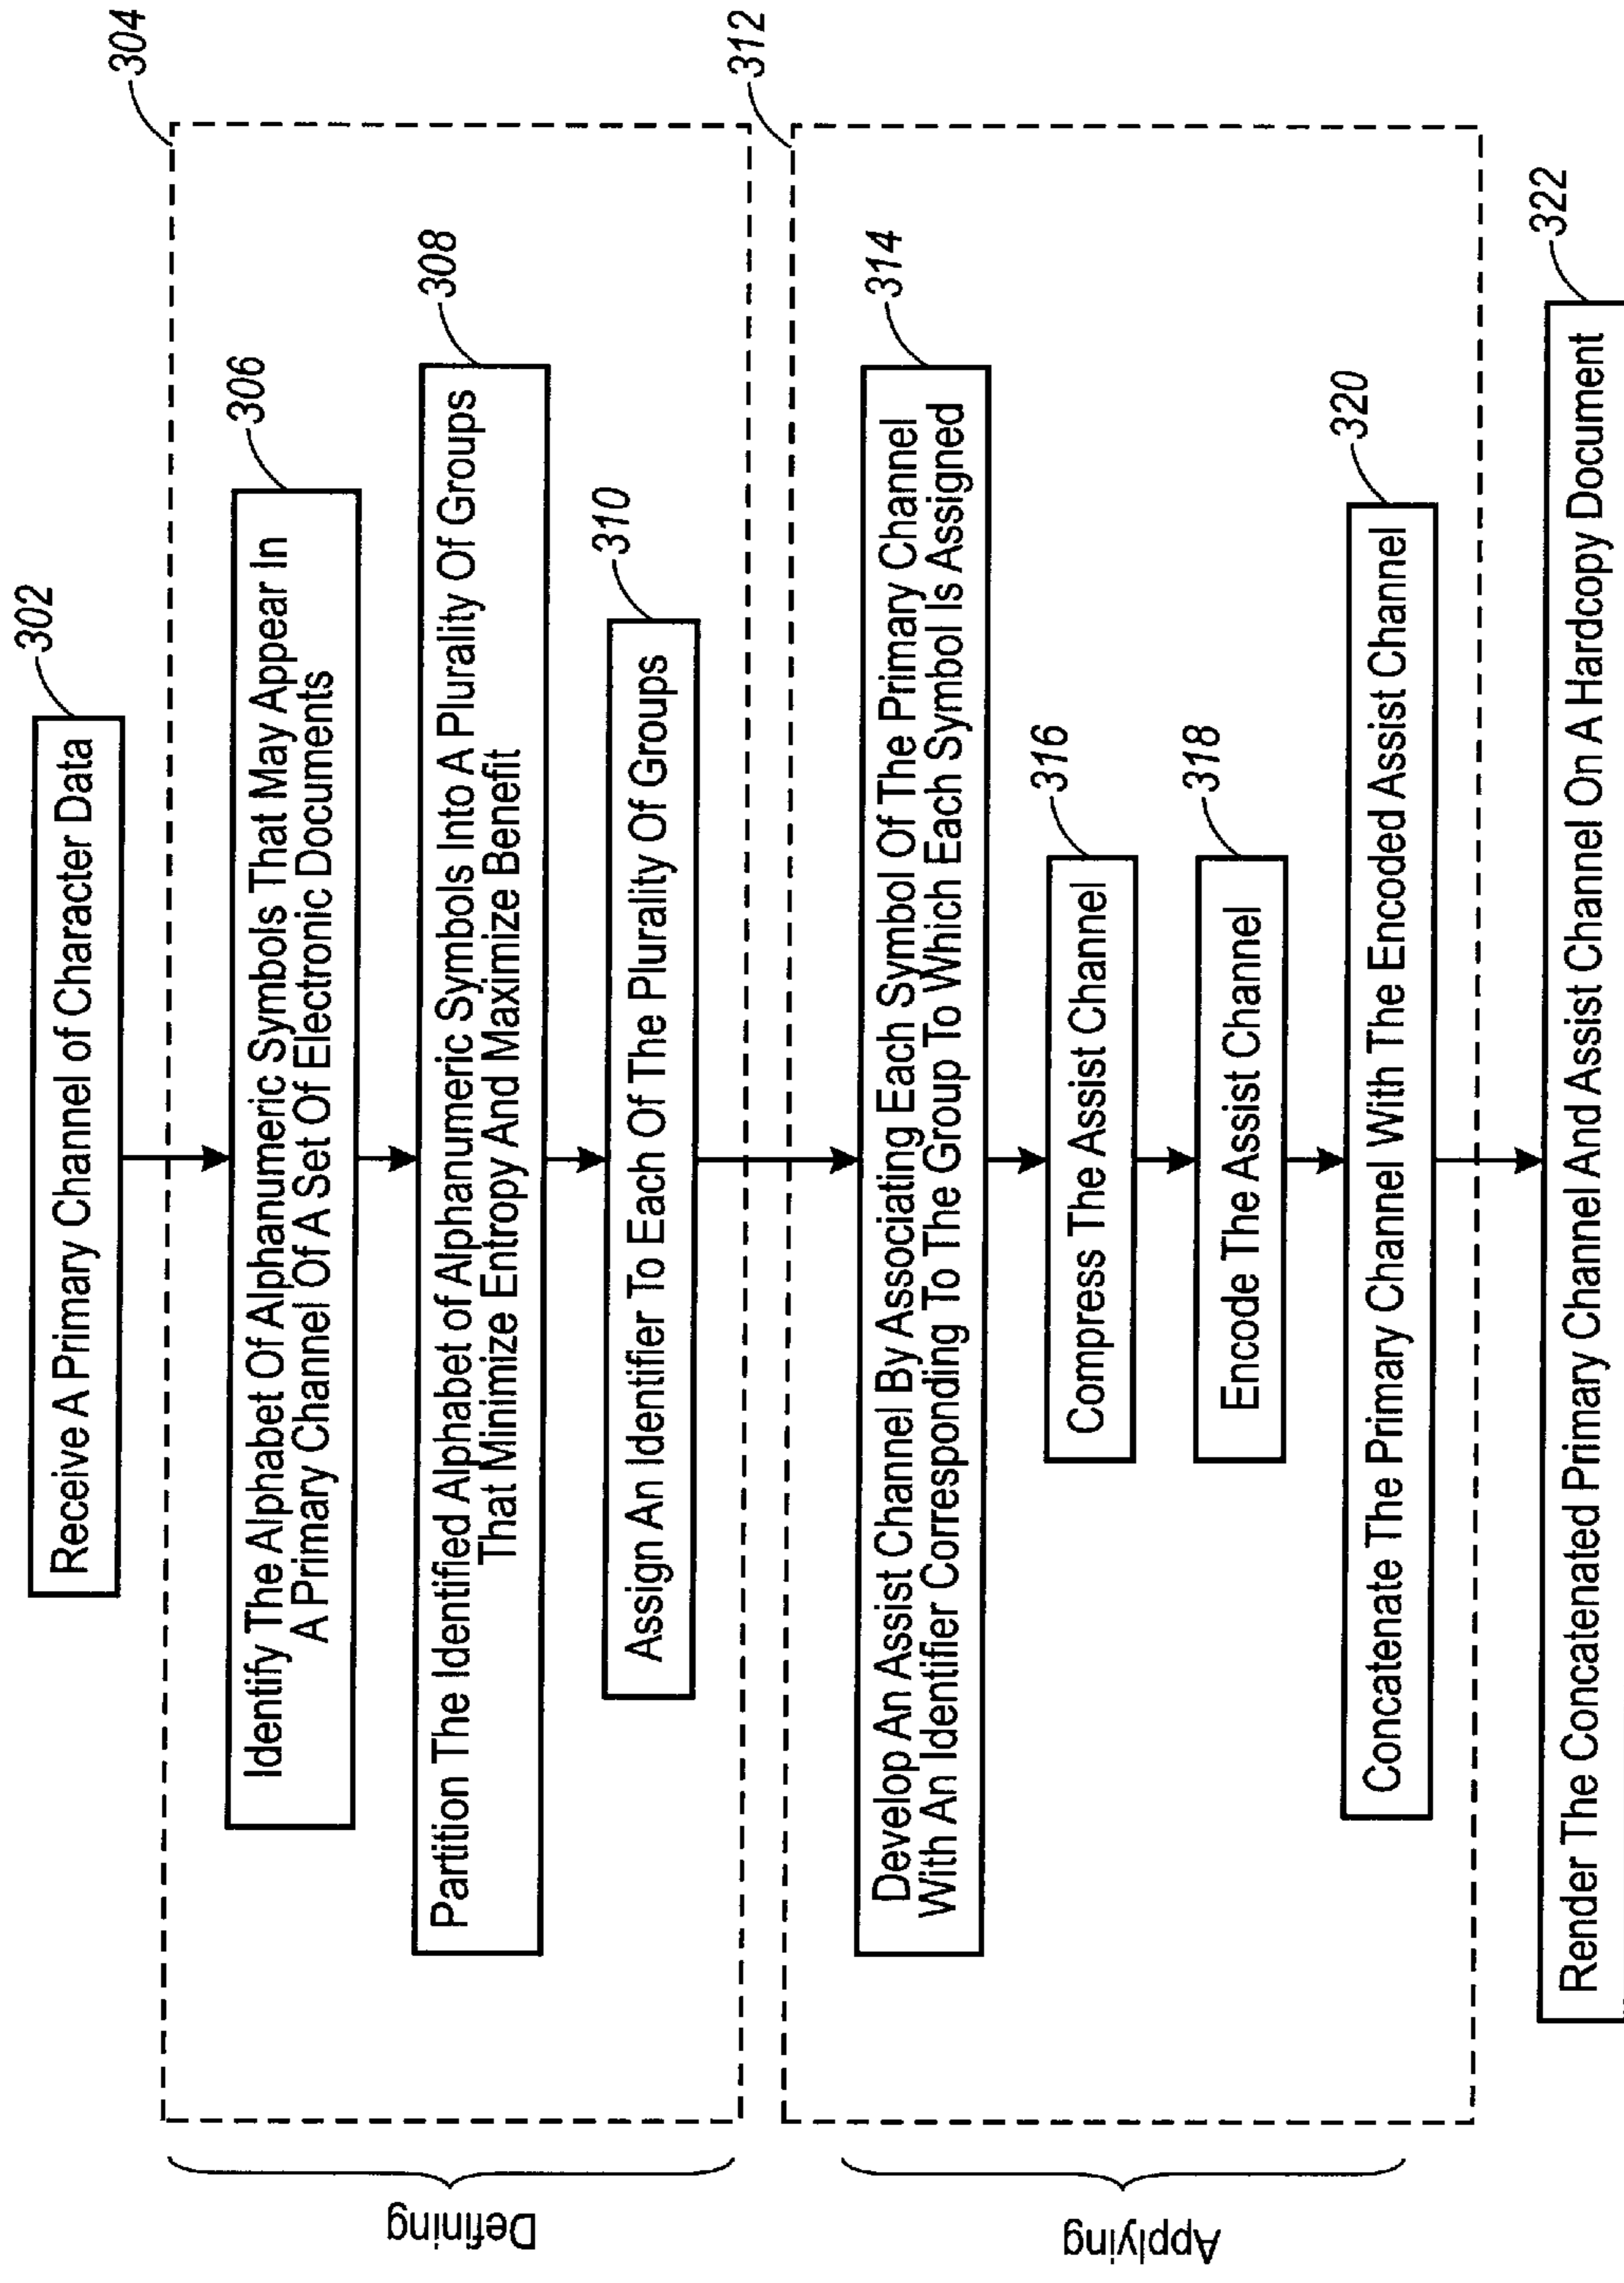 302
Receive A Primary Channel of Character Data
304
Defining
306
Identify The Alphabet Of Alphanumeric Symbols That May Appear In
A Primary Channel Of A Set Of Electronic Documents
308
Partition The Identified Alphabet of Alphanumeric Symbols Into A Plurality Of Groups
That Minimize Entropy And Maximize Benefit
310
Assign An Identifier To Each Of The Plurality Of Groups
312
Applying
314
Develop An Assist Channel By Associating Each Symbol Of The Primary Channel
With An Identifier Corresponding To The Group To Which Each Symbol Is Assigned
316
Compress The Assist Channel
318
Encode The Assist Channel
320
Concatenate The Primary Channel With The Encoded Assist Channel
322
Render The Concatenated Primary Channel And Assist Channel On A Hardcopy Document